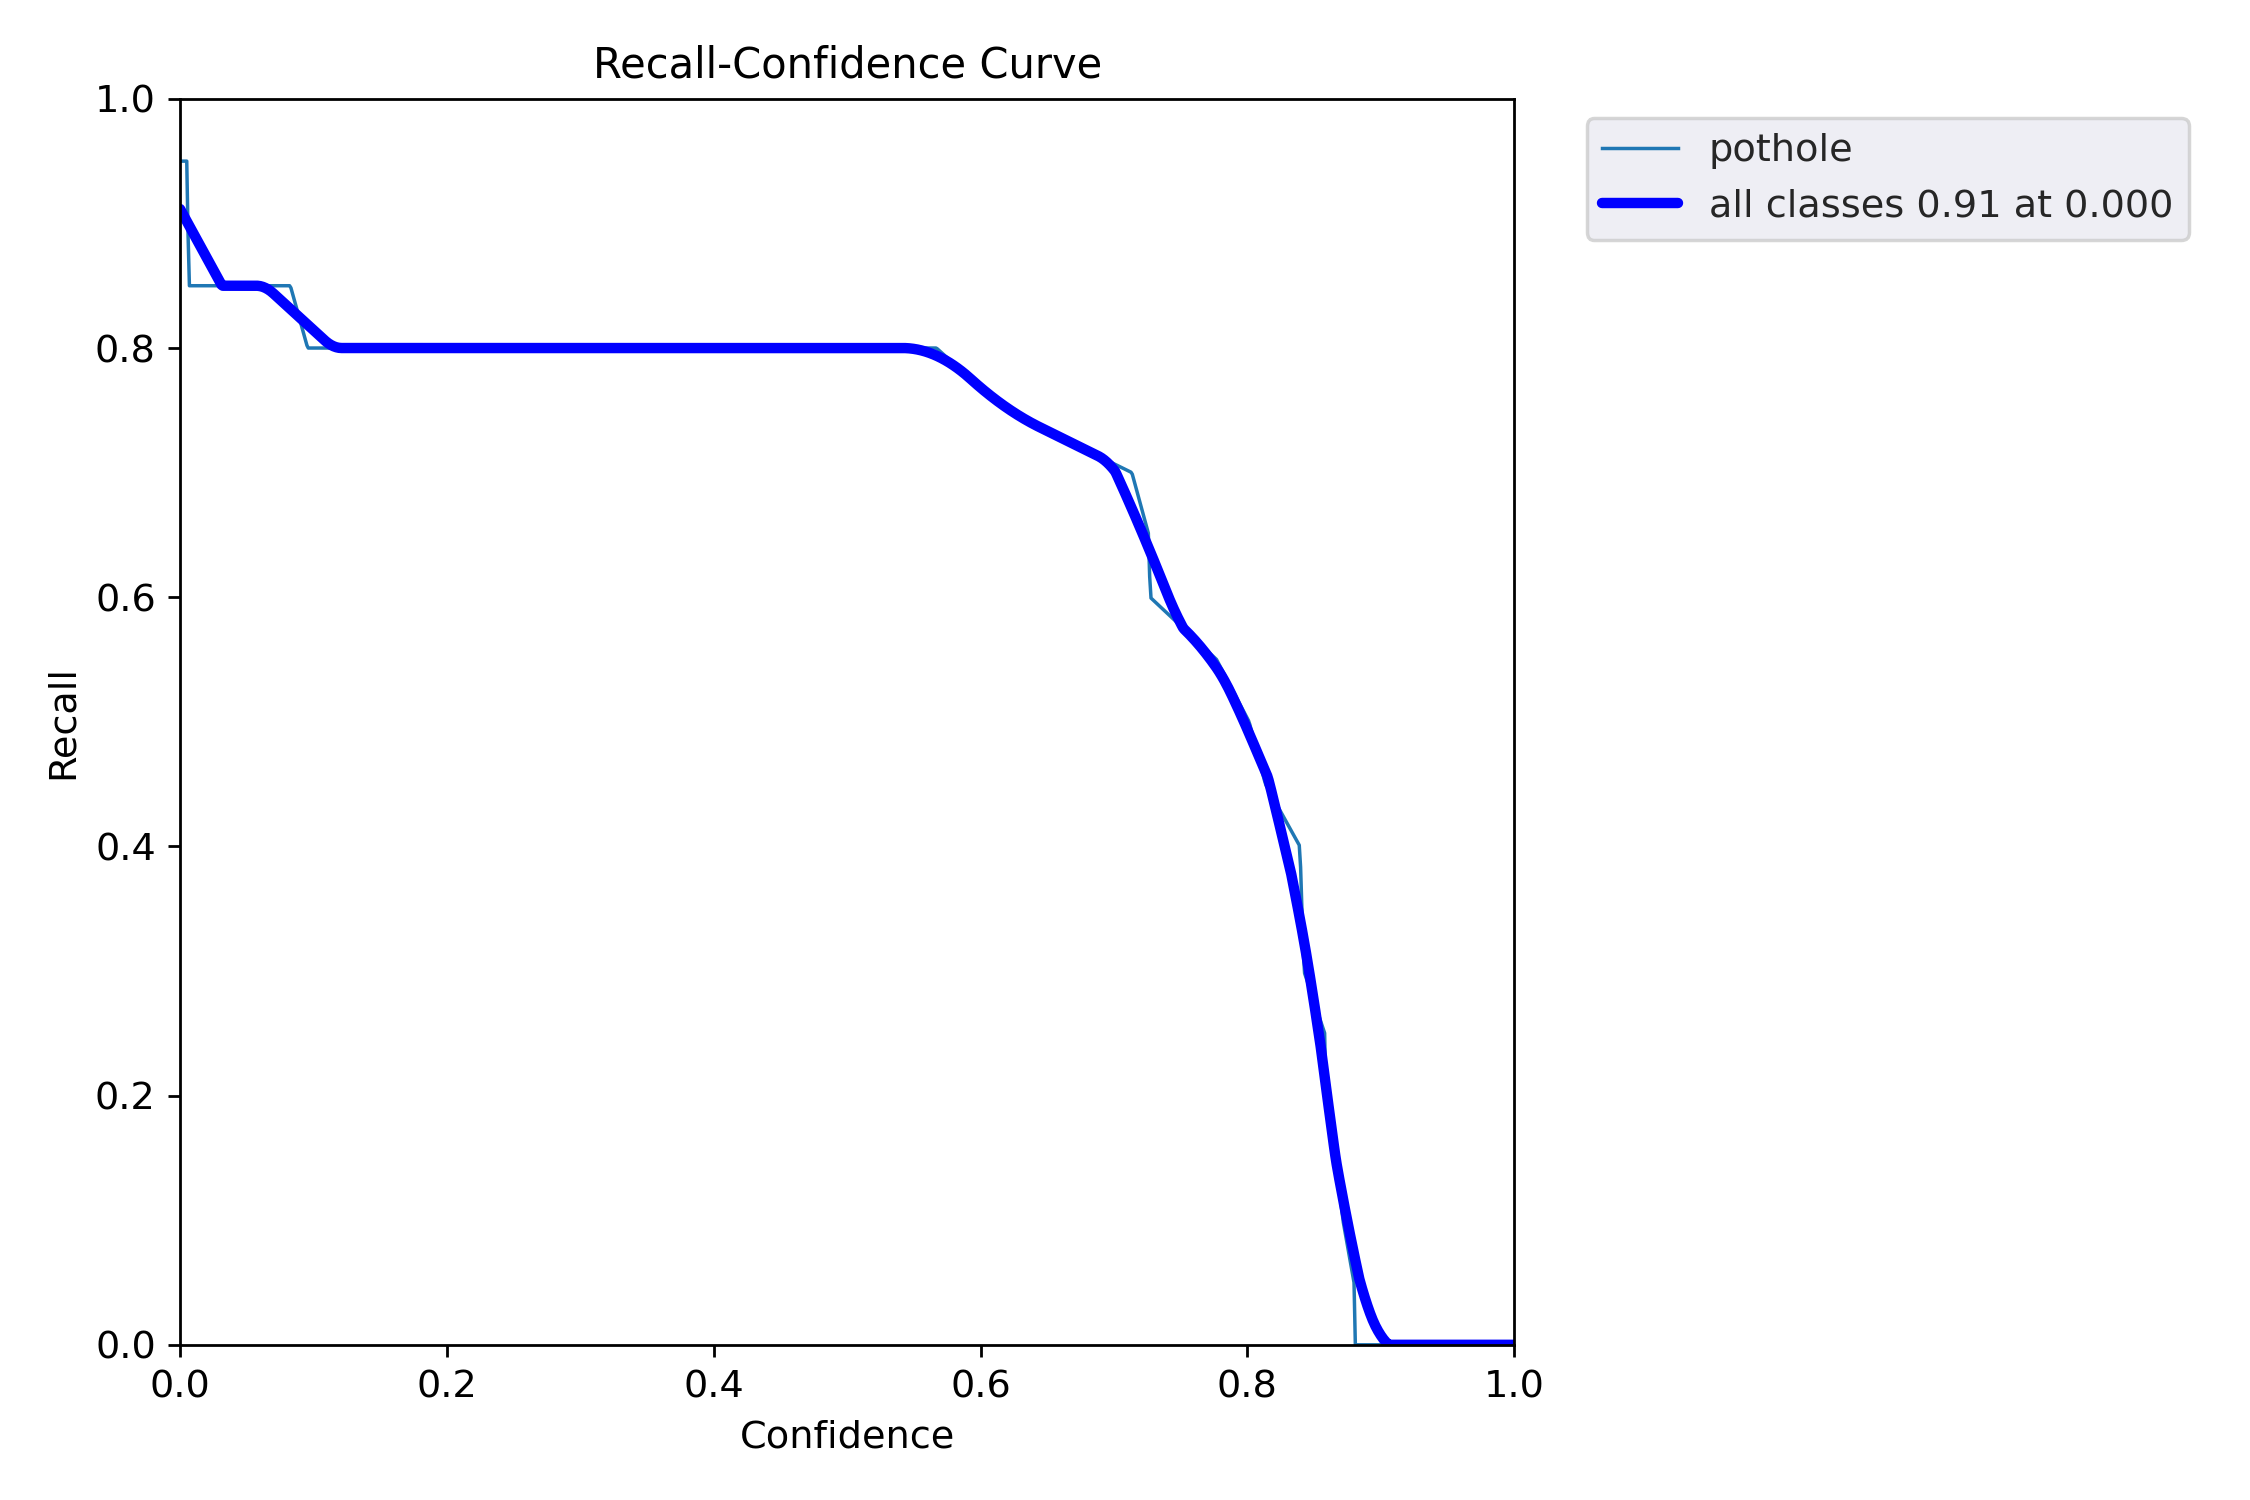 Recall-Confidence Curve
1.0
0.8
0.6
0.4
0.2
0.0
Recall
0.0 0.2 0.4 0.6 0.8 1.0
Confidence
pothole
all classes 0.91 at 0.000